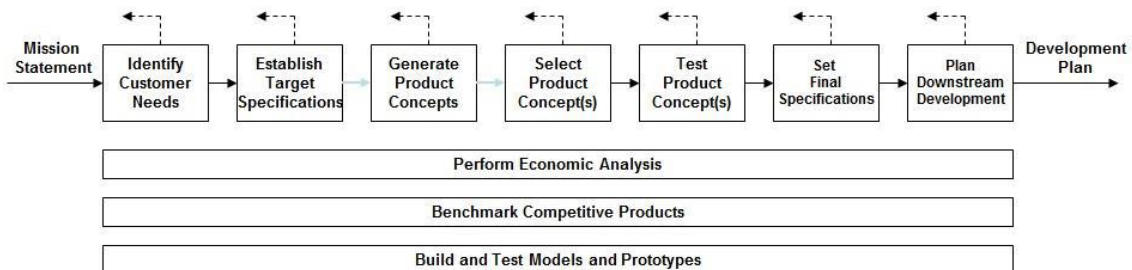 Mission
Statement
Identify
Customer
Needs
Establish
Target
Specifications
Generate
Product
Concepts
Select
Product
Concept(s)
Test
Product
Concept(s)
Set
Final
Specifications
Plan
Downstream
Development
Development
Plan
Perform Economic Analysis
Benchmark Competitive Products
Build and Test Models and Prototypes